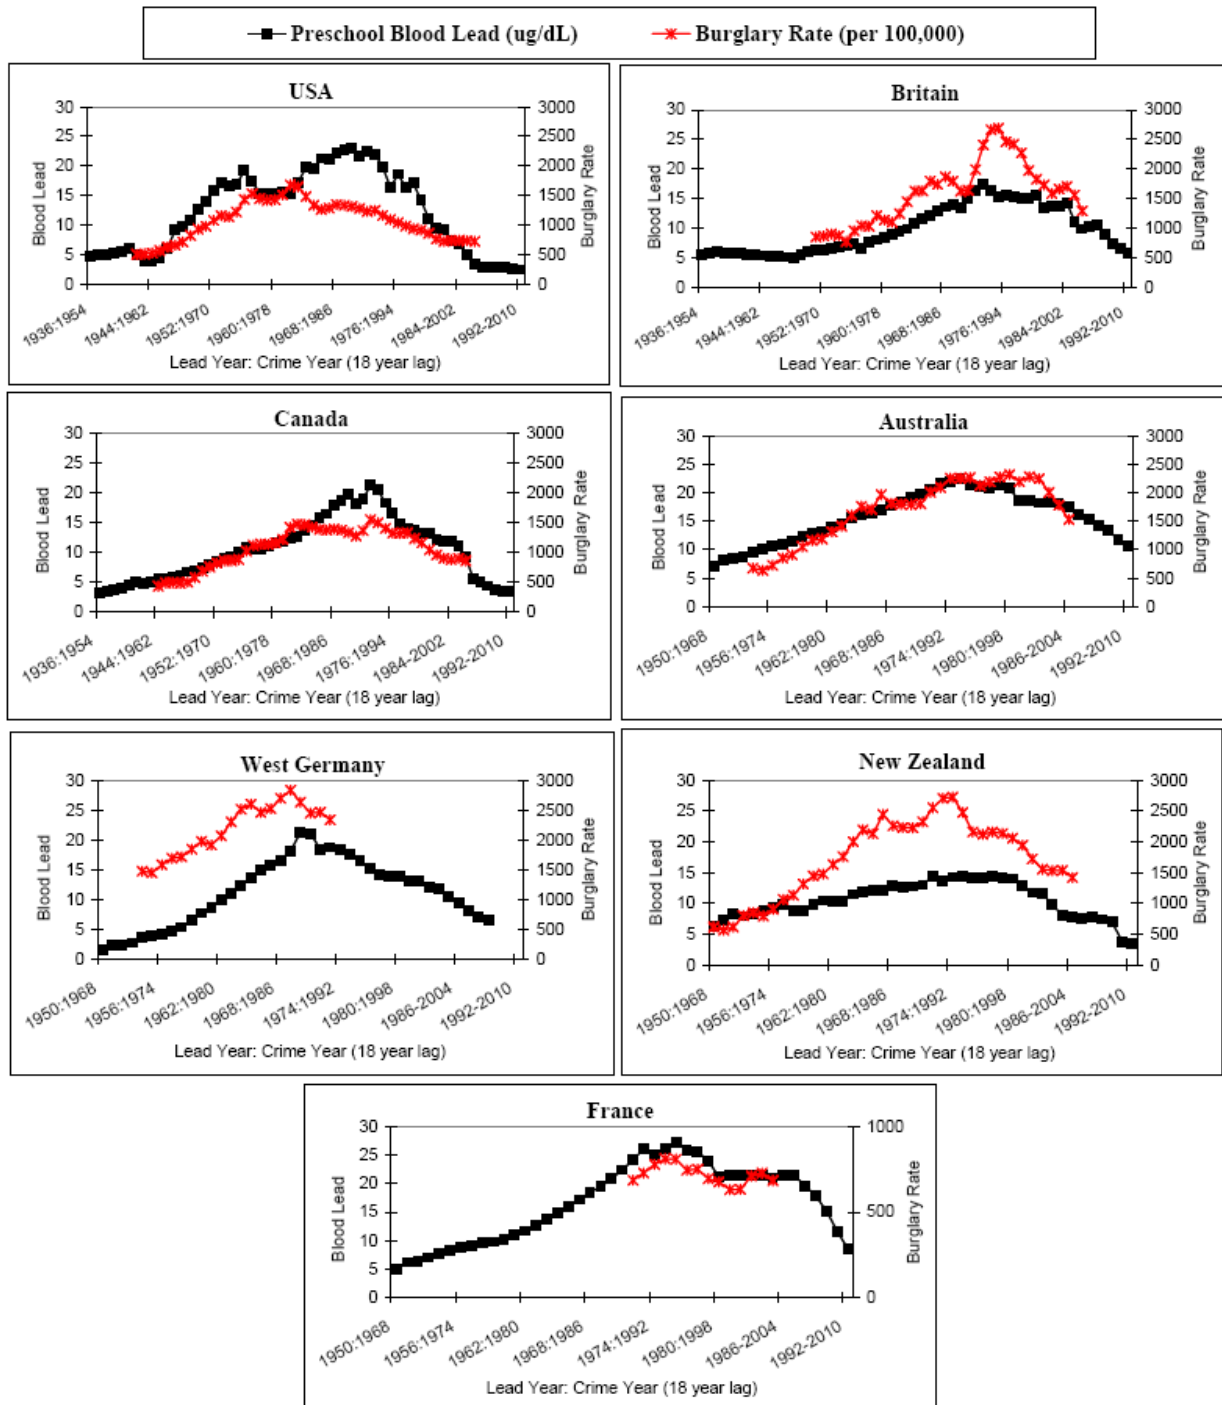 Preschool Blood Lead (ug/dL) Burglary Rate (per 100,000)
USA
30 3000
25 2500
20 2000
15 1500
10 1000
5 500
0 0
Blood Lead
Burglary Rate
1936:1954 1944:1962 1952:1970 1960:1978 1968:1986 1976:1994 1984-2002 1992-2010
Lead Year: Crime Year (18 year lag)
Britain
30 3000
25 2500
20 2000
15 1500
10 1000
5 500
0 0
Blood Lead
Burglary Rate
1936:1954 1944:1962 1952:1970 1960:1978 1968:1986 1976:1994 1984-2002 1992-2010
Lead Year: Crime Year (18 year lag)
Canada
30 3000
25 2500
20 2000
15 1500
10 1000
5 500
0 0
Blood Lead
Burglary Rate
1936:1954 1944:1962 1952:1970 1960:1978 1968:1986 1976:1994 1984-2002 1992-2010
Lead Year: Crime Year (18 year lag)
Australia
30 3000
25 2500
20 2000
15 1500
10 1000
5 500
0 0
Blood Lead
Burglary Rate
1950:1968 1956:1974 1962:1980 1968:1986 1974:1992 1980:1998 1986-2004 1992-2010
Lead Year: Crime Year (18 year lag)
West Germany
30 3000
25 2500
20 2000
15 1500
10 1000
5 500
0 0
Blood Lead
Burglary Rate
1950:1968 1956:1974 1962:1980 1968:1986 1974:1992 1980:1998 1986-2004 1992-2010
Lead Year: Crime Year (18 year lag)
New Zealand
30 3000
25 2500
20 2000
15 1500
10 1000
5 500
0 0
Blood Lead
Burglary Rate
1950:1968 1956:1974 1962:1980 1968:1986 1974:1992 1980:1998 1986-2004 1992-2010
Lead Year: Crime Year (18 year lag)
France
30 1000
25
20
15 500
10
5
0 0
Blood Lead
Burglary Rate
1950:1968 1956:1974 1962:1980 1968:1986 1974:1992 1980:1998 1986-2004 1992-2010
Lead Year: Crime Year (18 year lag)